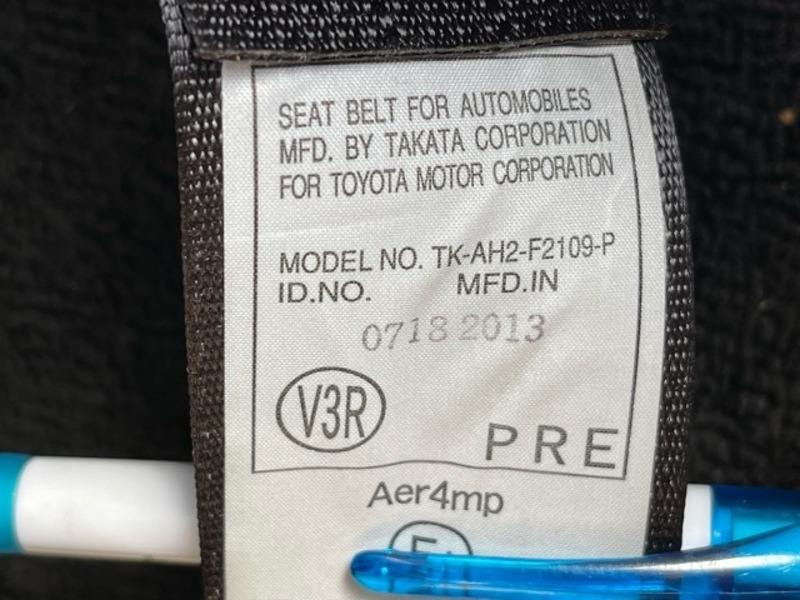 SEAT BELT FOR AUTOMOBILES
MFD. BY TAKATA CORPORATION
FOR TOYOTA MOTOR CORPORATION
MODEL NO. TK-AH2-F2109-P
ID.NO. MFD.IN
0718 2013
V3R
PRE
Aer4mp